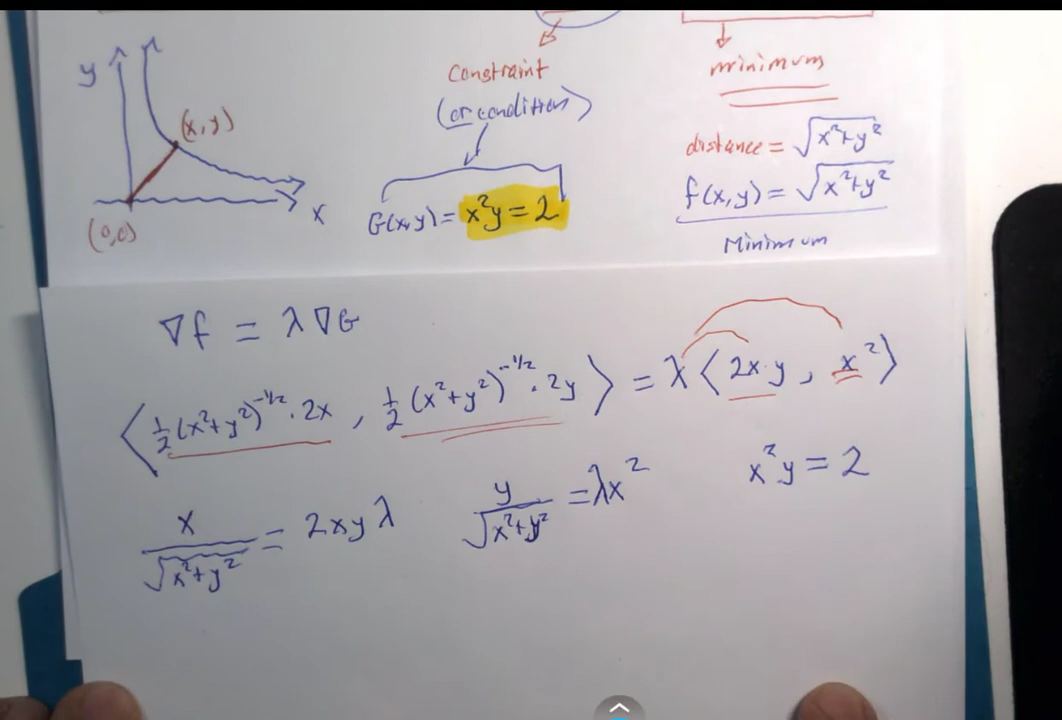 y
(x,y)
x
(0,0)
Constraint
(or condition)
G(x,y) = x²y = 2
minimum
distance = √(x²+y²)
f(x,y) = √(x²+y²)
Minimum
∇f = λ∇G
⟨½(x²+y²)^(-1/2) · 2x , ½(x²+y²)^(-1/2) · 2y⟩ = λ⟨2x·y , x²⟩
x/√(x²+y²) = 2xyλ   y/√(x²+y²) = λx²   x²y = 2